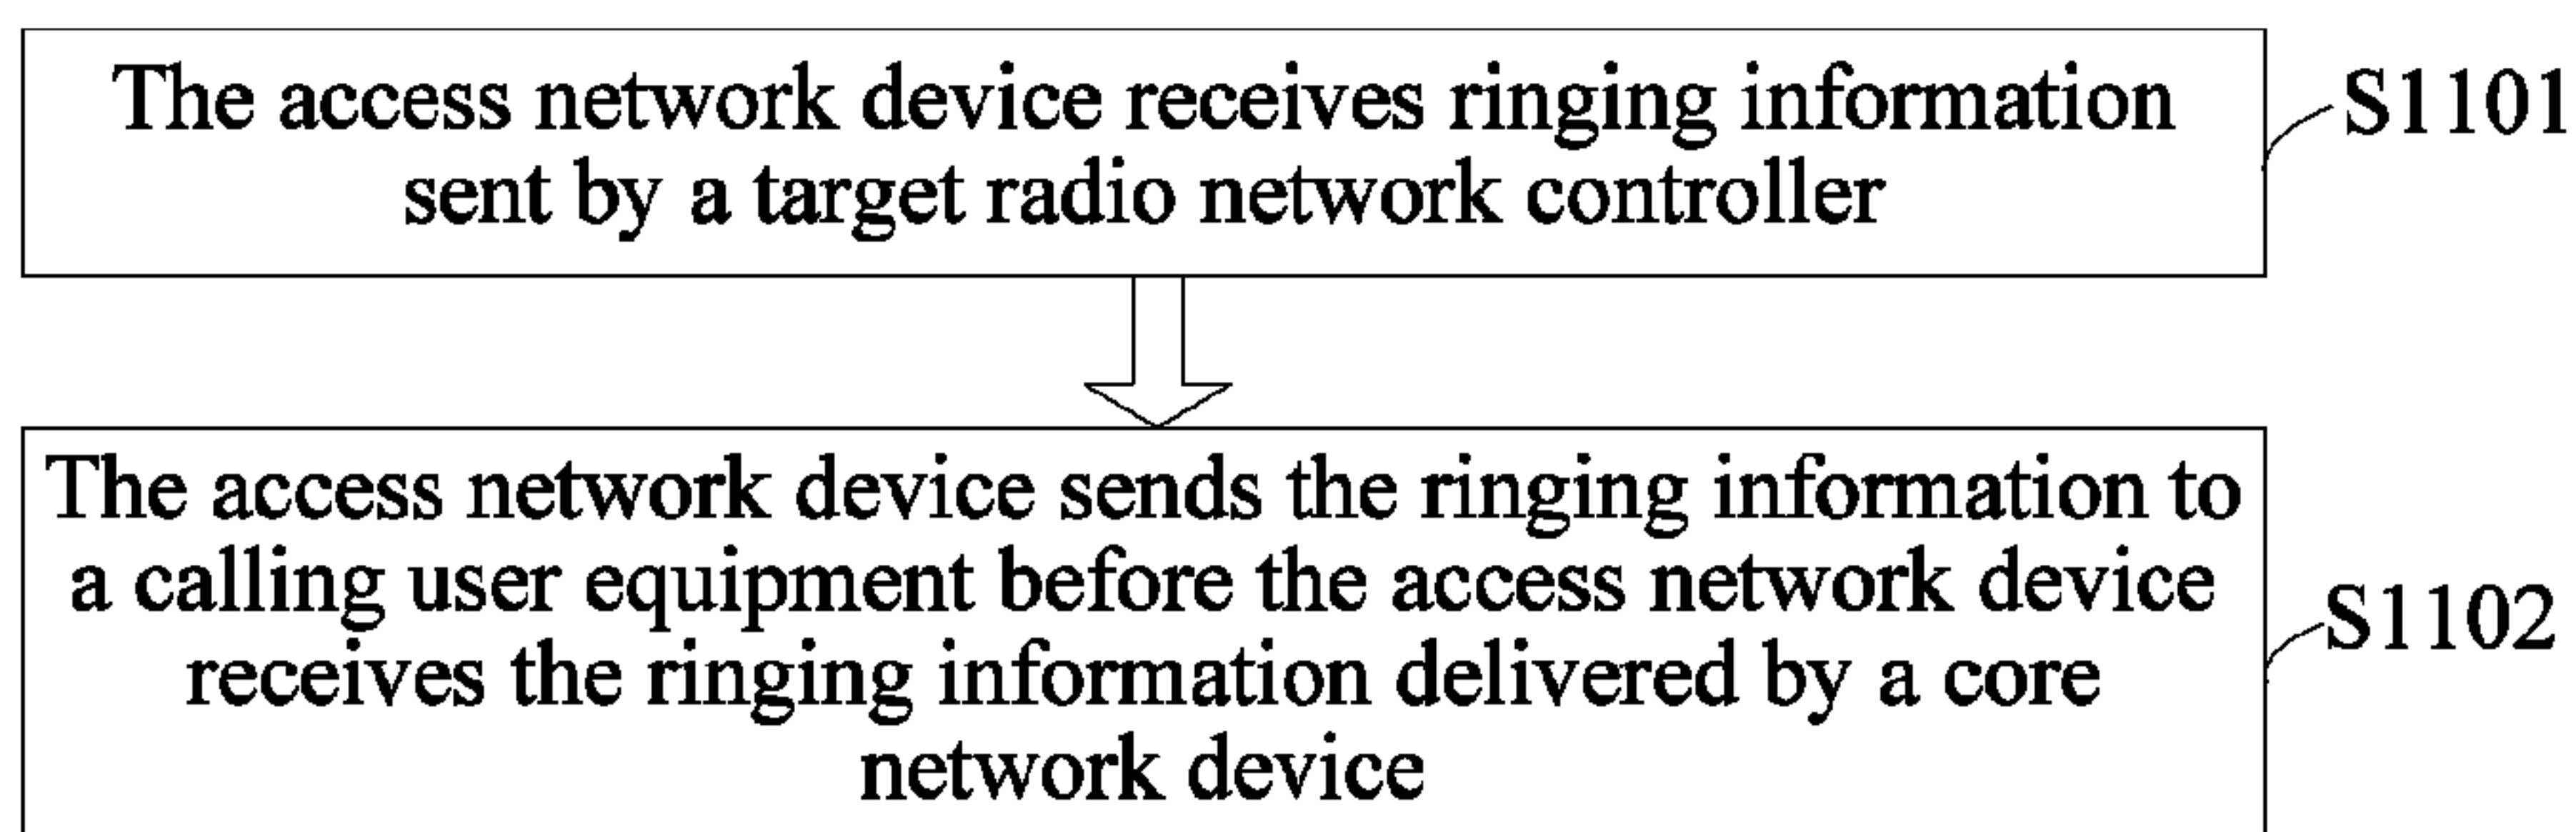 The access network device receives ringing information
sent by a target radio network controller
S1101
The access network device sends the ringing information to
a calling user equipment before the access network device
receives the ringing information delivered by a core
network device
S1102